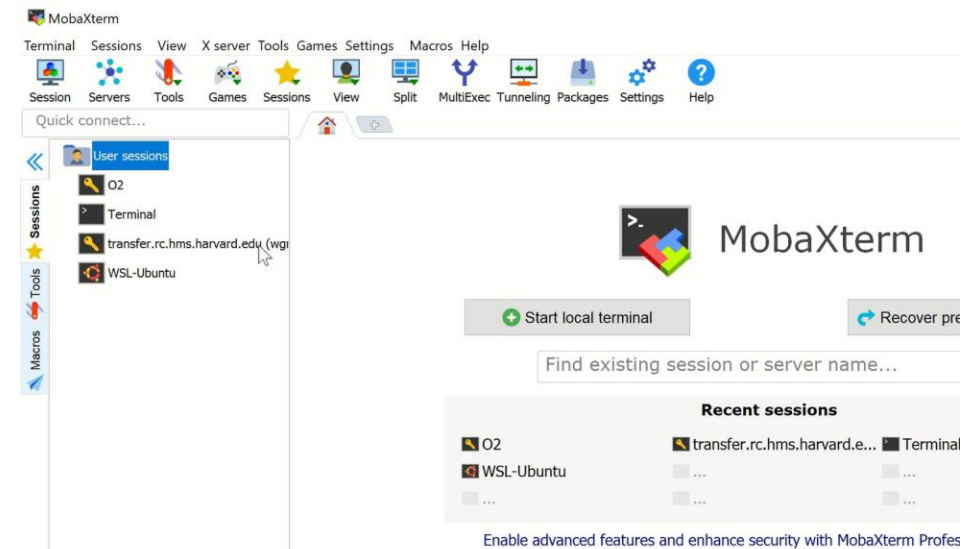 MobaXterm
Terminal Sessions View X server Tools Games Settings Macros Help
Session Servers Tools Games Sessions View Split MultiExec Tunneling Packages Settings Help
Quick connect...
User sessions
O2
Terminal
transfer.rc.hms.harvard.edu (wgr
WSL-Ubuntu
Sessions
Tools
Macros
MobaXterm
Start local terminal
Recover pre
Find existing session or server name...
Recent sessions
O2 transfer.rc.hms.harvard.e... Terminal
WSL-Ubuntu ... ...
... ... ...
Enable advanced features and enhance security with MobaXterm Profes